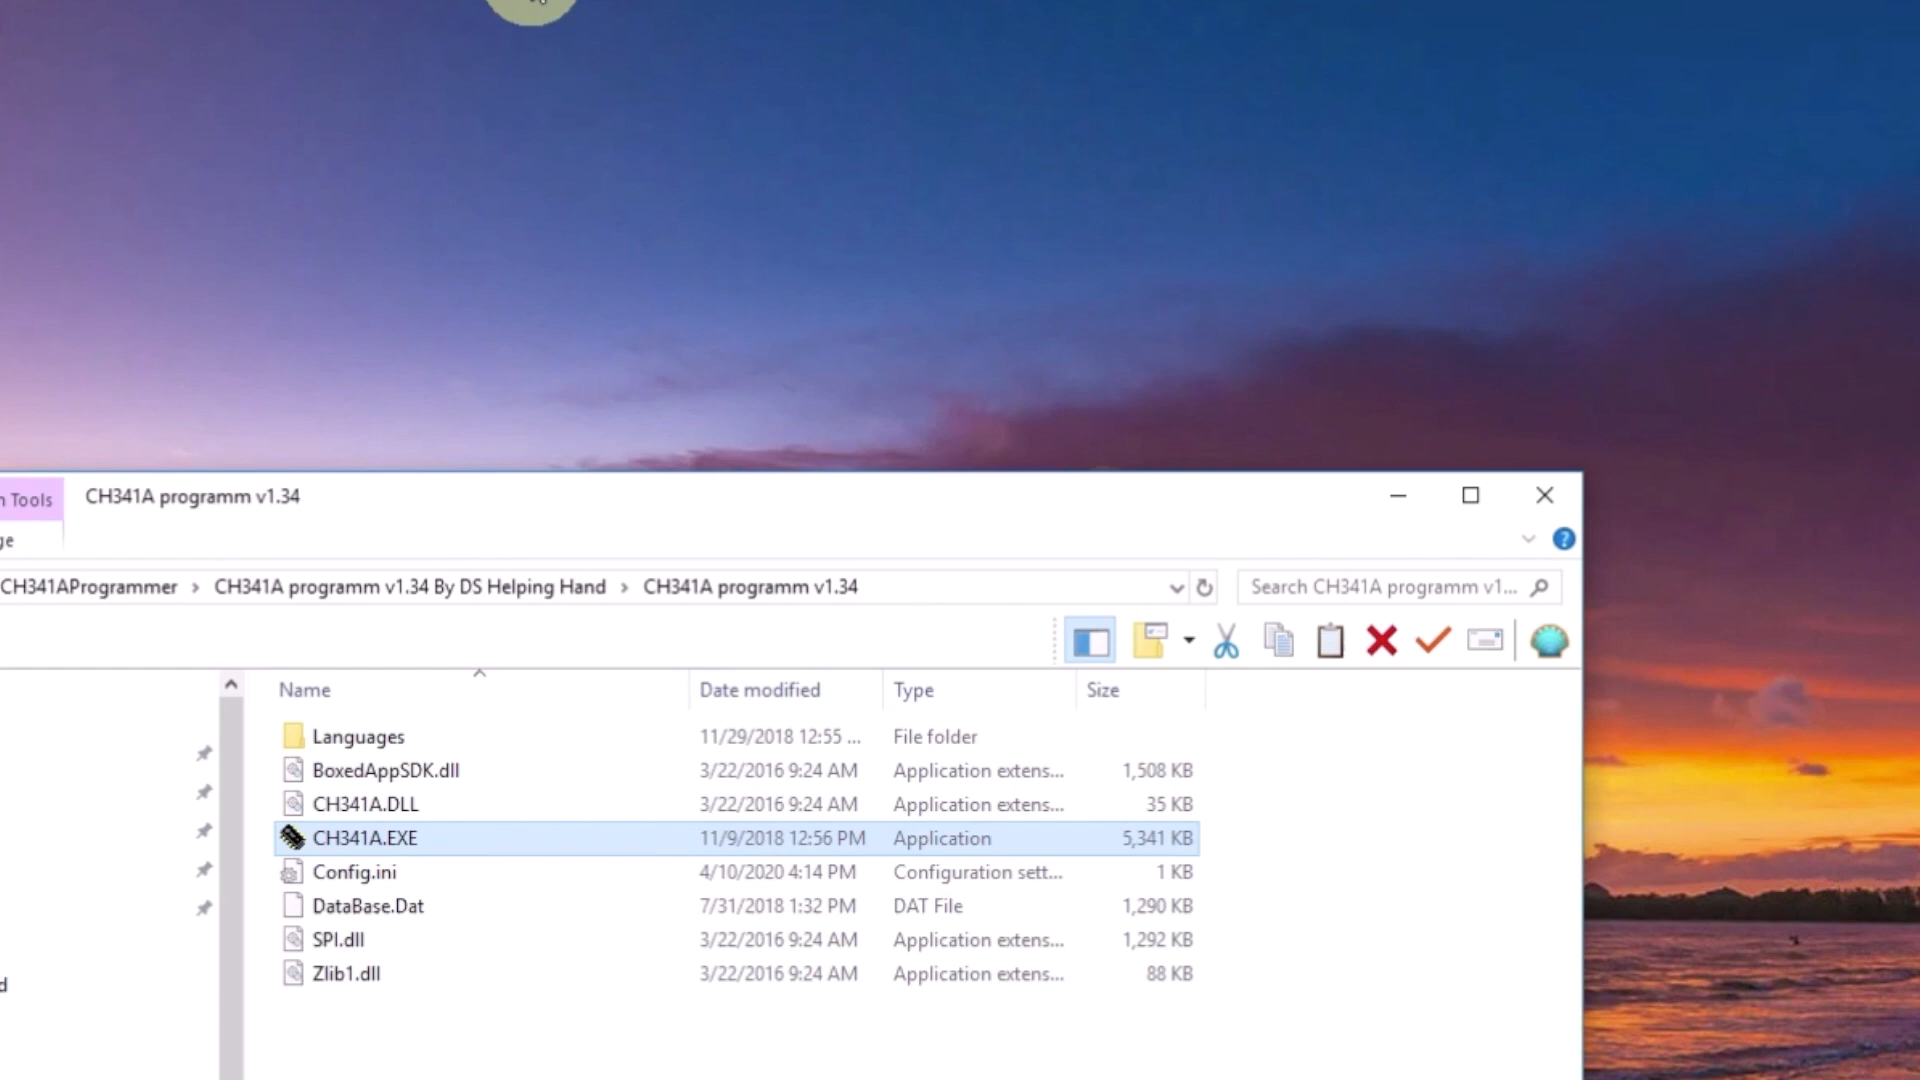 n Tools
CH341A programm v1.34
ge
?
CH341AProgrammer › CH341A programm v1.34 By DS Helping Hand › CH341A programm v1.34
Search CH341A programm v1...
Name Date modified Type Size
Languages 11/29/2018 12:55 ... File folder
BoxedAppSDK.dll 3/22/2016 9:24 AM Application extens... 1,508 KB
CH341A.DLL 3/22/2016 9:24 AM Application extens... 35 KB
CH341A.EXE 11/9/2018 12:56 PM Application 5,341 KB
Config.ini 4/10/2020 4:14 PM Configuration sett... 1 KB
DataBase.Dat 7/31/2018 1:32 PM DAT File 1,290 KB
SPI.dll 3/22/2016 9:24 AM Application extens... 1,292 KB
Zlib1.dll 3/22/2016 9:24 AM Application extens... 88 KB
d